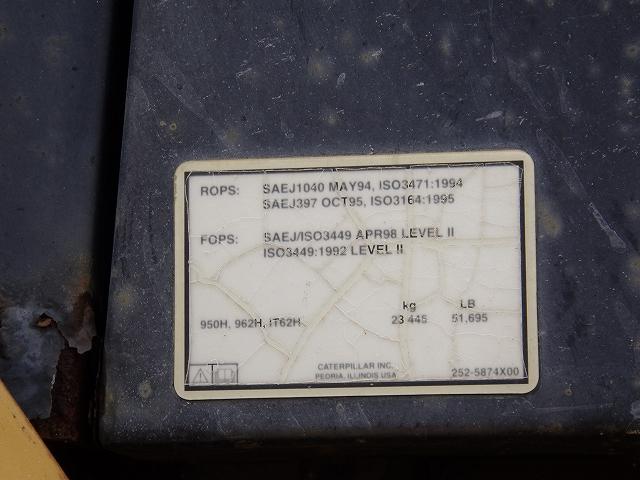 ROPS: SAEJ1040 MAY94, ISO3471:1994
SAEJ397 OCT95, ISO3164:1995
FOPS: SAEJ/ISO3449 APR98 LEVEL II
ISO3449:1992 LEVEL II
kg LB
950H, 962H, IT62H 23 445 51,695
CATERPILLAR INC.
PEORIA, ILLINOIS USA
252-5874X00